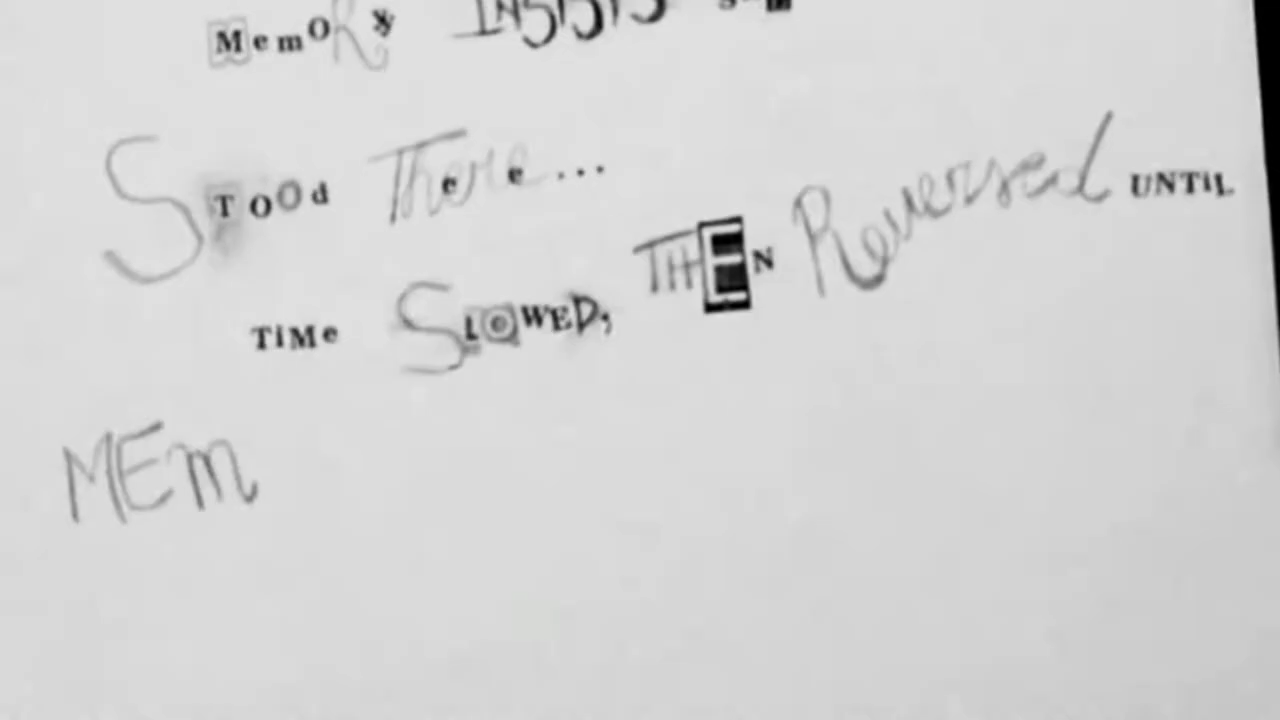 MemORy INSISTS
STOOd There...
TiMe SLOWED, THEN Reversed UNTiL
MEm